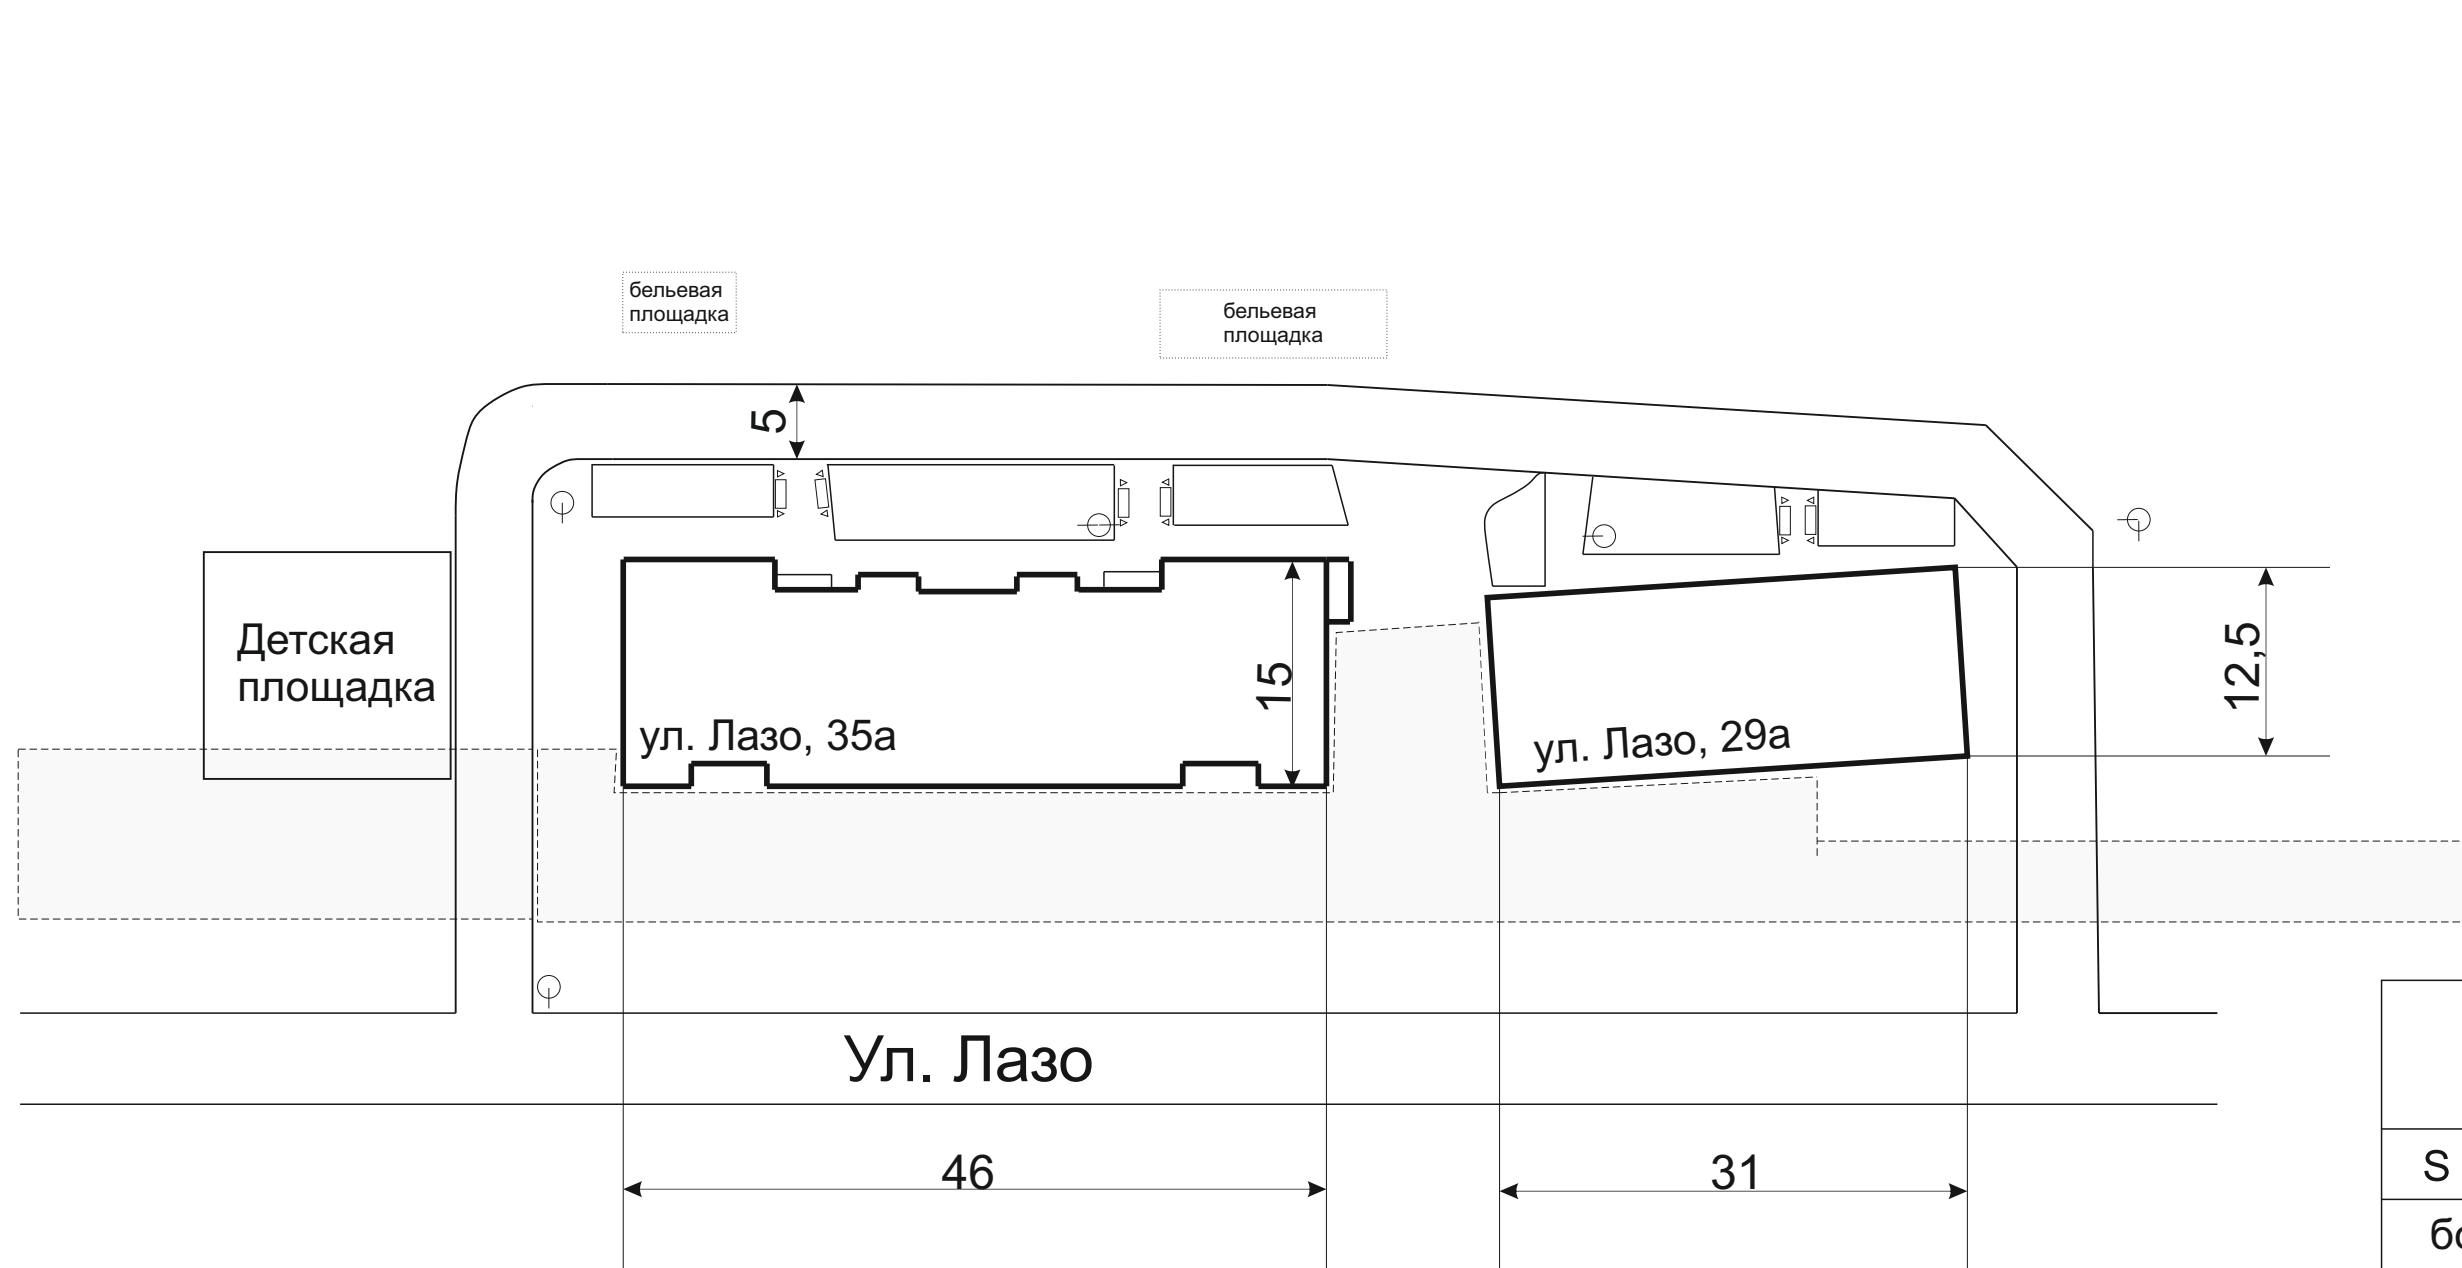 бельевая
площадка
бельевая
площадка
5
Детская
площадка
15
ул. Лазо, 35а
ул. Лазо, 29а
12,5
Ул. Лазо
46
31
S